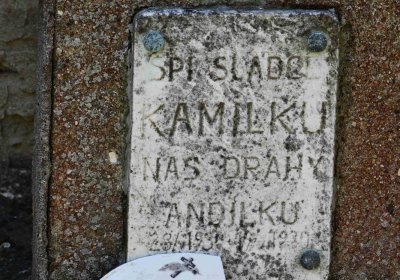 SPI SLADCE
KAMILKU
NAS DRAHY
ANDILKU